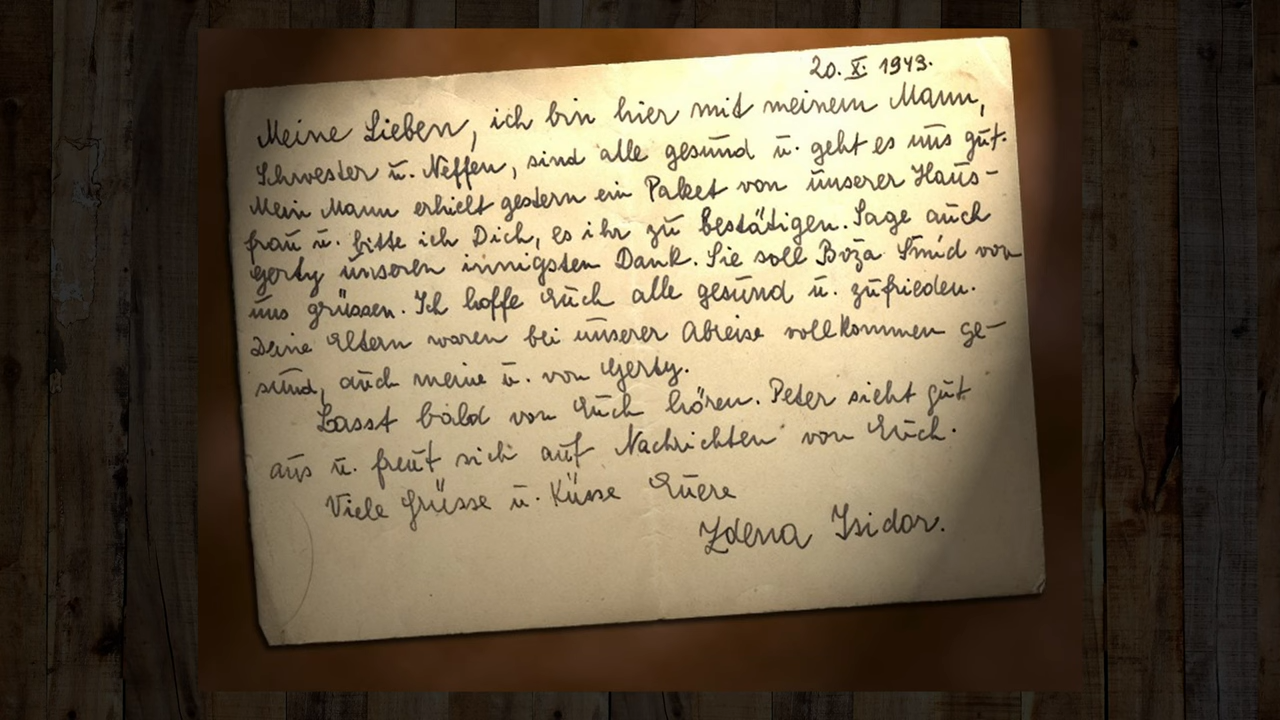 20. X. 1943.
Meine Lieben, ich bin hier mit meinem Mann,
Schwester u. Neffen, sind alle gesund u. geht es uns gut.
Mein Mann erhielt gestern ein Paket von unserer Haus-
frau u. bitte ich Dich, es ihr zu bestätigen. Sage auch
Gerty unseren innigsten Dank. Sie soll Boža Šmíd von
uns grüssen. Ich hoffe Euch alle gesund u. zufrieden.
Deine Eltern waren bei unserer Abreise vollkommen ge-
sund, auch meine u. von Gerty.
Lasst bald von Euch hören. Peter sieht gut
aus u. freut sich auf Nachrichten von Euch.
Viele Grüsse u. Küsse Euere
Zdena Isidor.